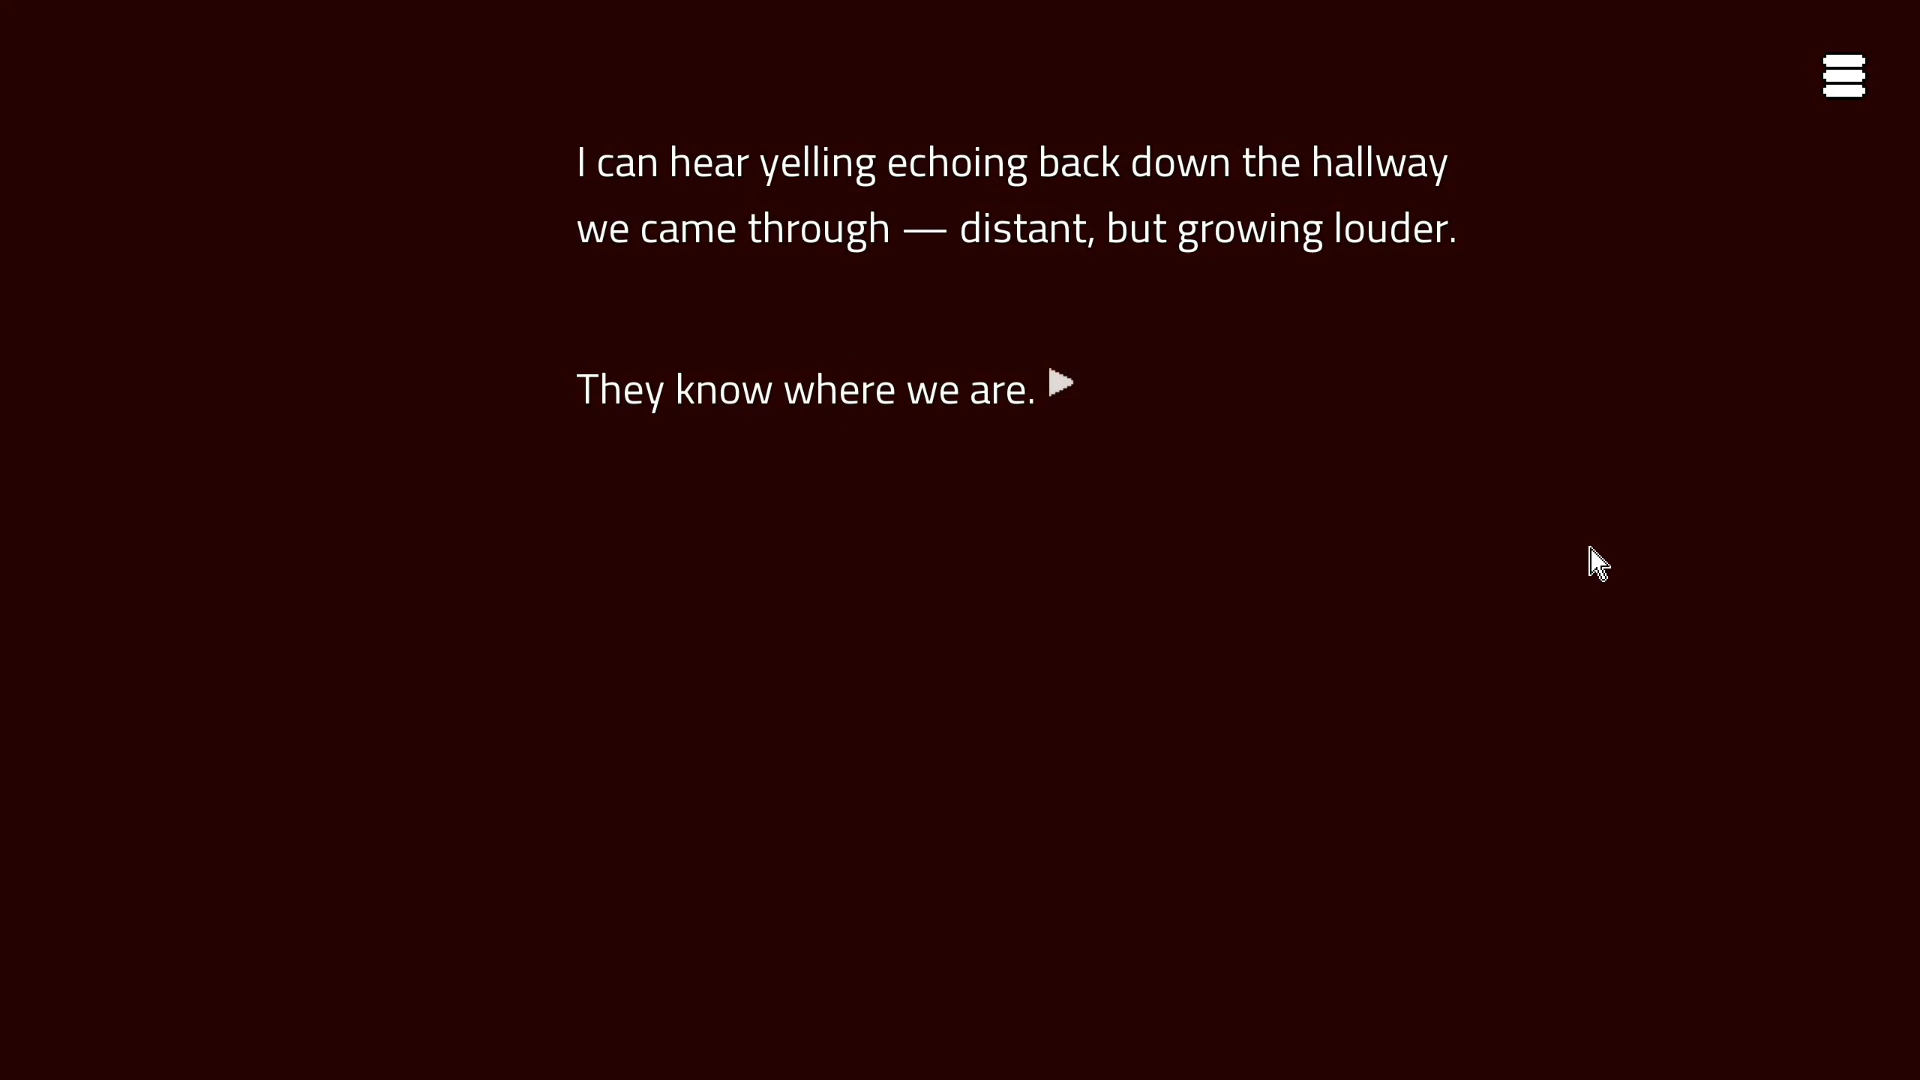 I can hear yelling echoing back down the hallway
we came through — distant, but growing louder.
They know where we are.